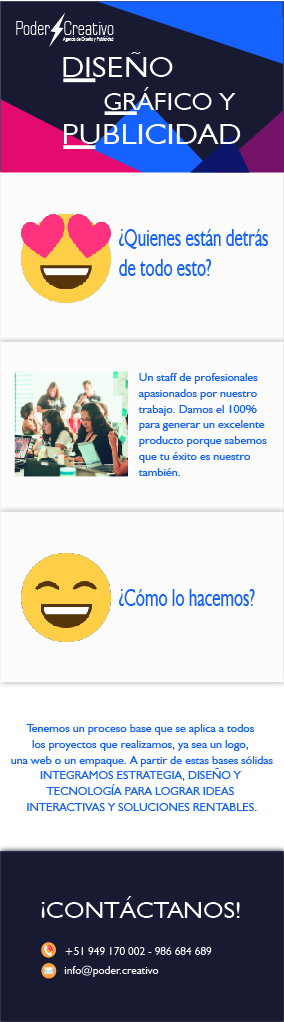 Poder Creativo
Agencia de Diseño y Publicidad
DISEÑO
GRÁFICO Y
PUBLICIDAD
¿Quienes están detrás
de todo esto?
Un staff de profesionales
apasionados por nuestro
trabajo. Damos el 100%
para generar un excelente
producto porque sabemos
que tu éxito es nuestro
también.
¿Cómo lo hacemos?
Tenemos un proceso base que se aplica a todos
los proyectos que realizamos, ya sea un logo,
una web o un empaque. A partir de estas bases sólidas
INTEGRAMOS ESTRATEGIA, DISEÑO Y
TECNOLOGÍA PARA LOGRAR IDEAS
INTERACTIVAS Y SOLUCIONES RENTABLES.
¡CONTÁCTANOS!
+51 949 170 002 - 986 684 689
info@poder.creativo